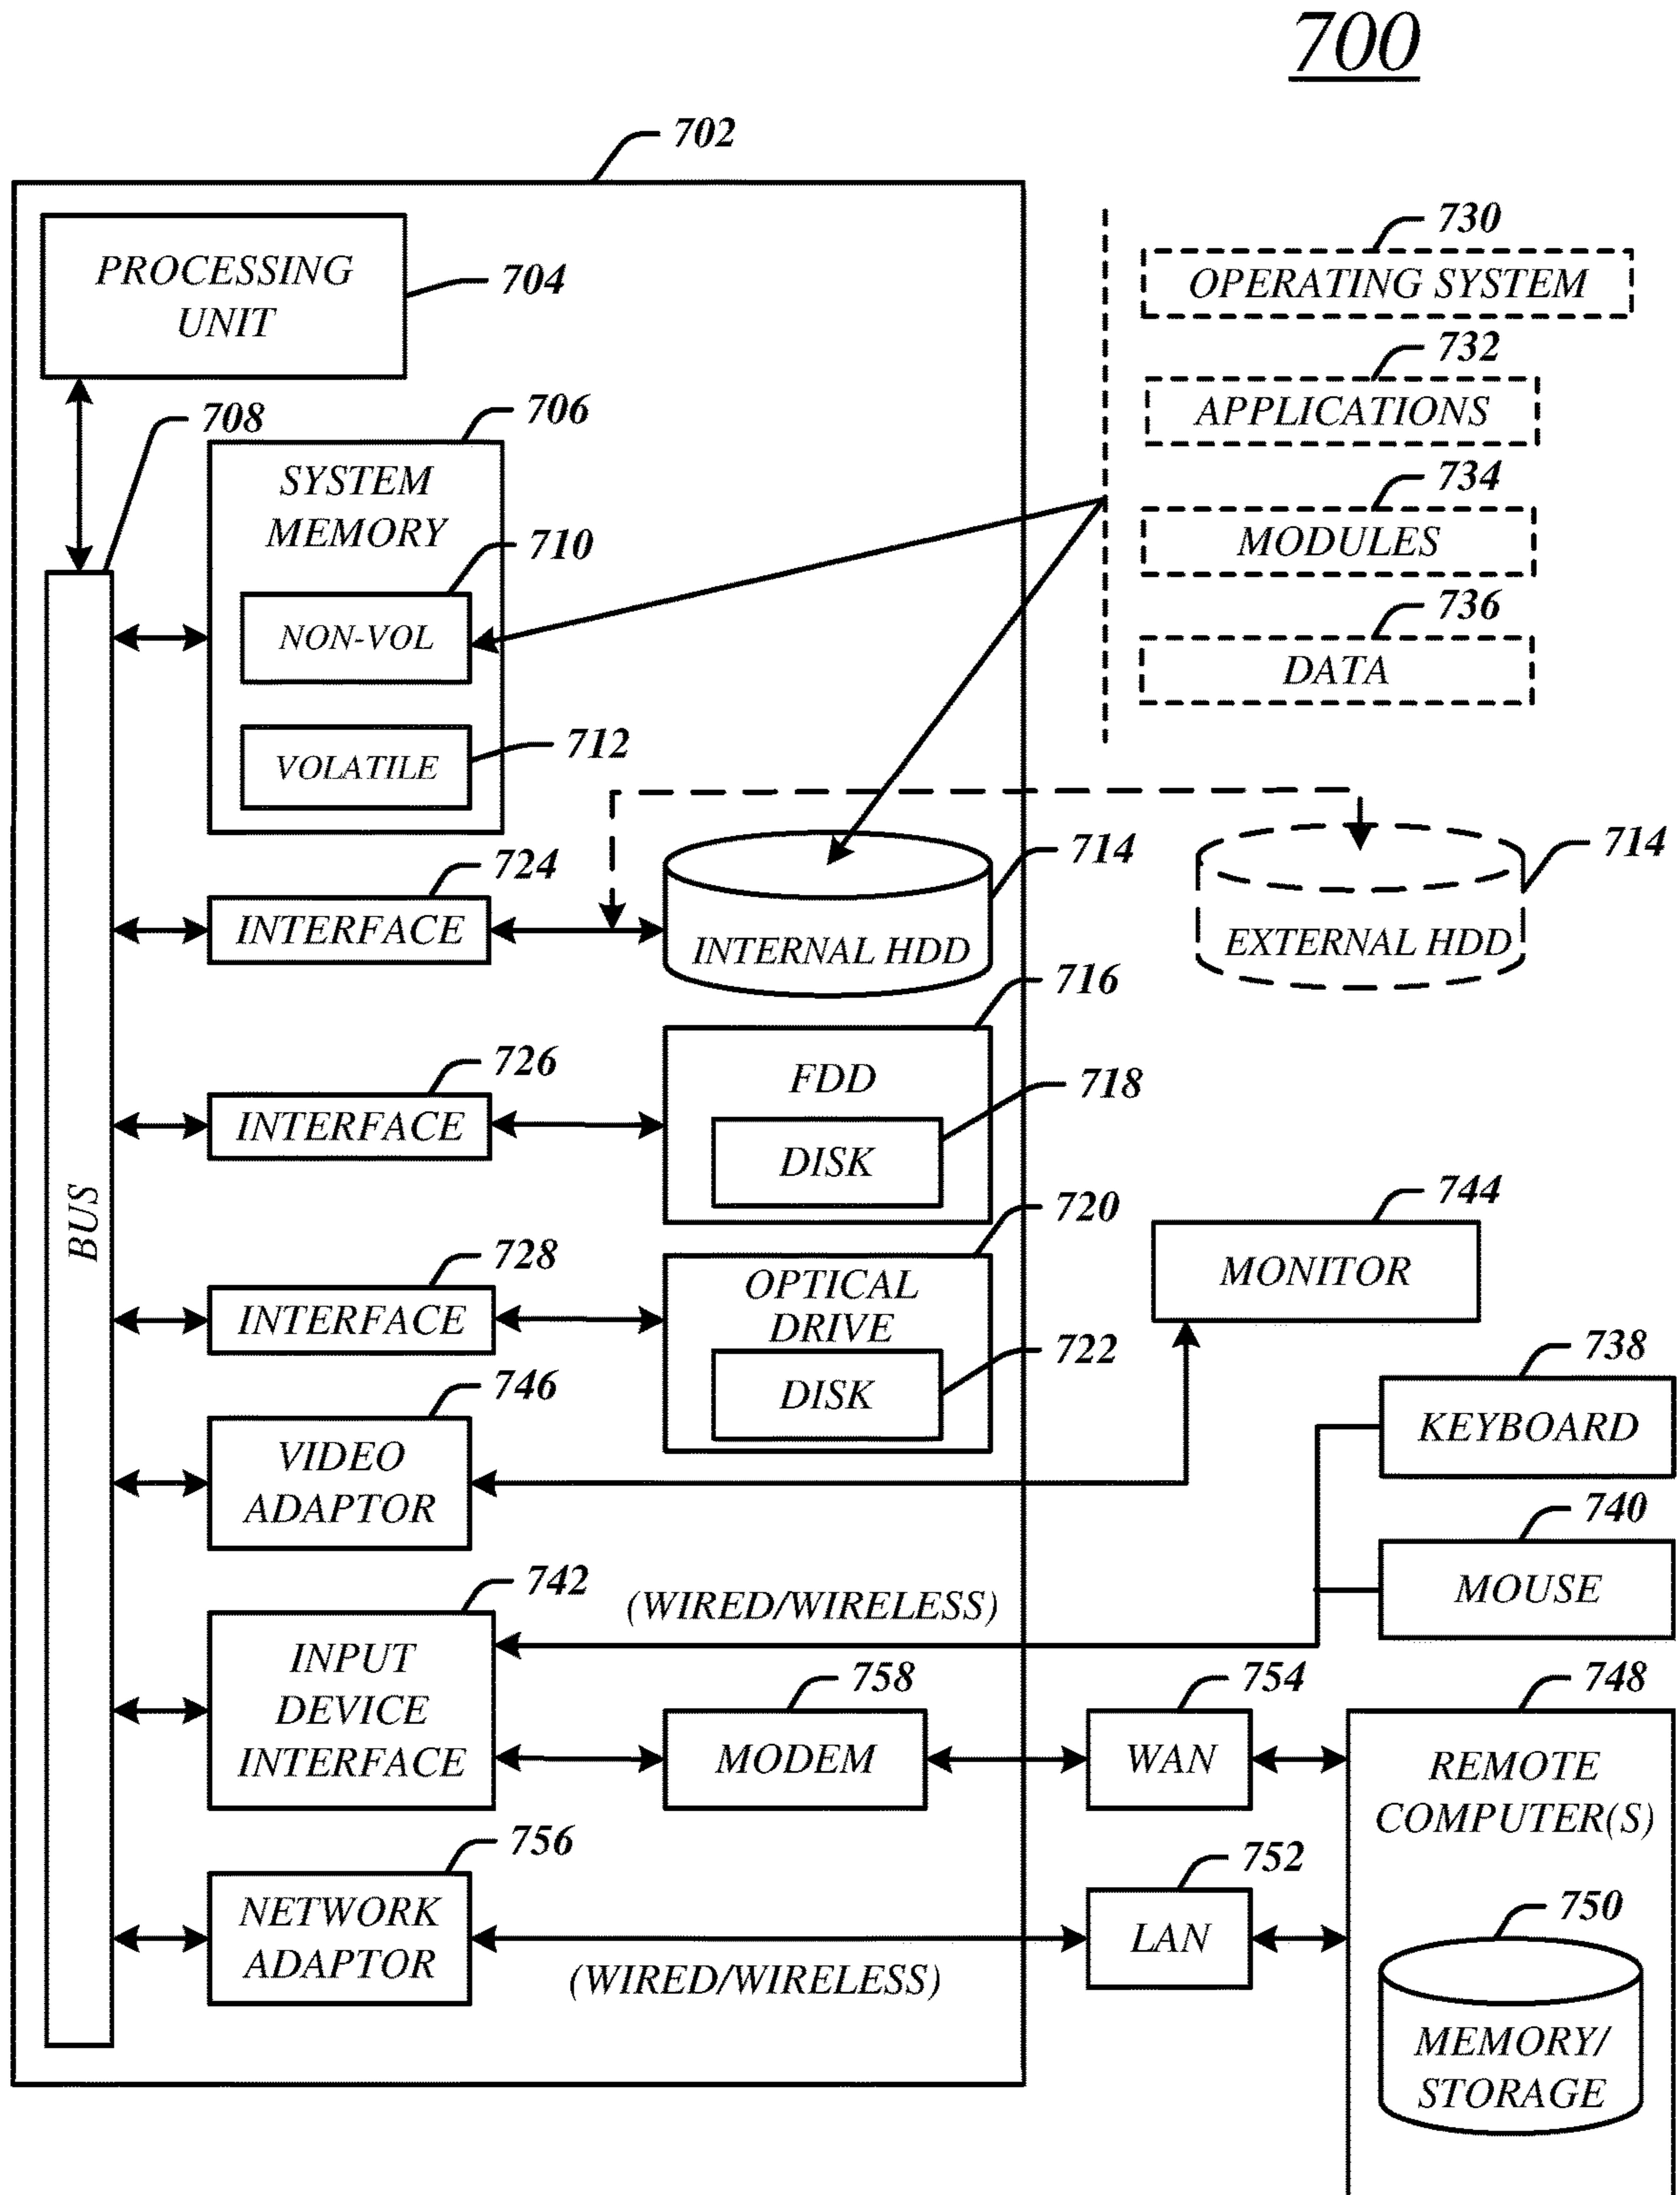 700
702
PROCESSING
UNIT
704
730
OPERATING SYSTEM
732
APPLICATIONS
734
MODULES
736
DATA
708
706
SYSTEM
MEMORY
710
NON-VOL
712
VOLATILE
BUS
724
INTERFACE
714
INTERNAL HDD
714
EXTERNAL HDD
726
INTERFACE
716
FDD
718
DISK
728
INTERFACE
720
OPTICAL
DRIVE
722
DISK
744
MONITOR
746
VIDEO
ADAPTOR
738
KEYBOARD
740
MOUSE
742
INPUT
DEVICE
INTERFACE
(WIRED/WIRELESS)
758
MODEM
754
WAN
748
REMOTE
COMPUTER(S)
756
NETWORK
ADAPTOR
(WIRED/WIRELESS)
752
LAN
750
MEMORY/
STORAGE